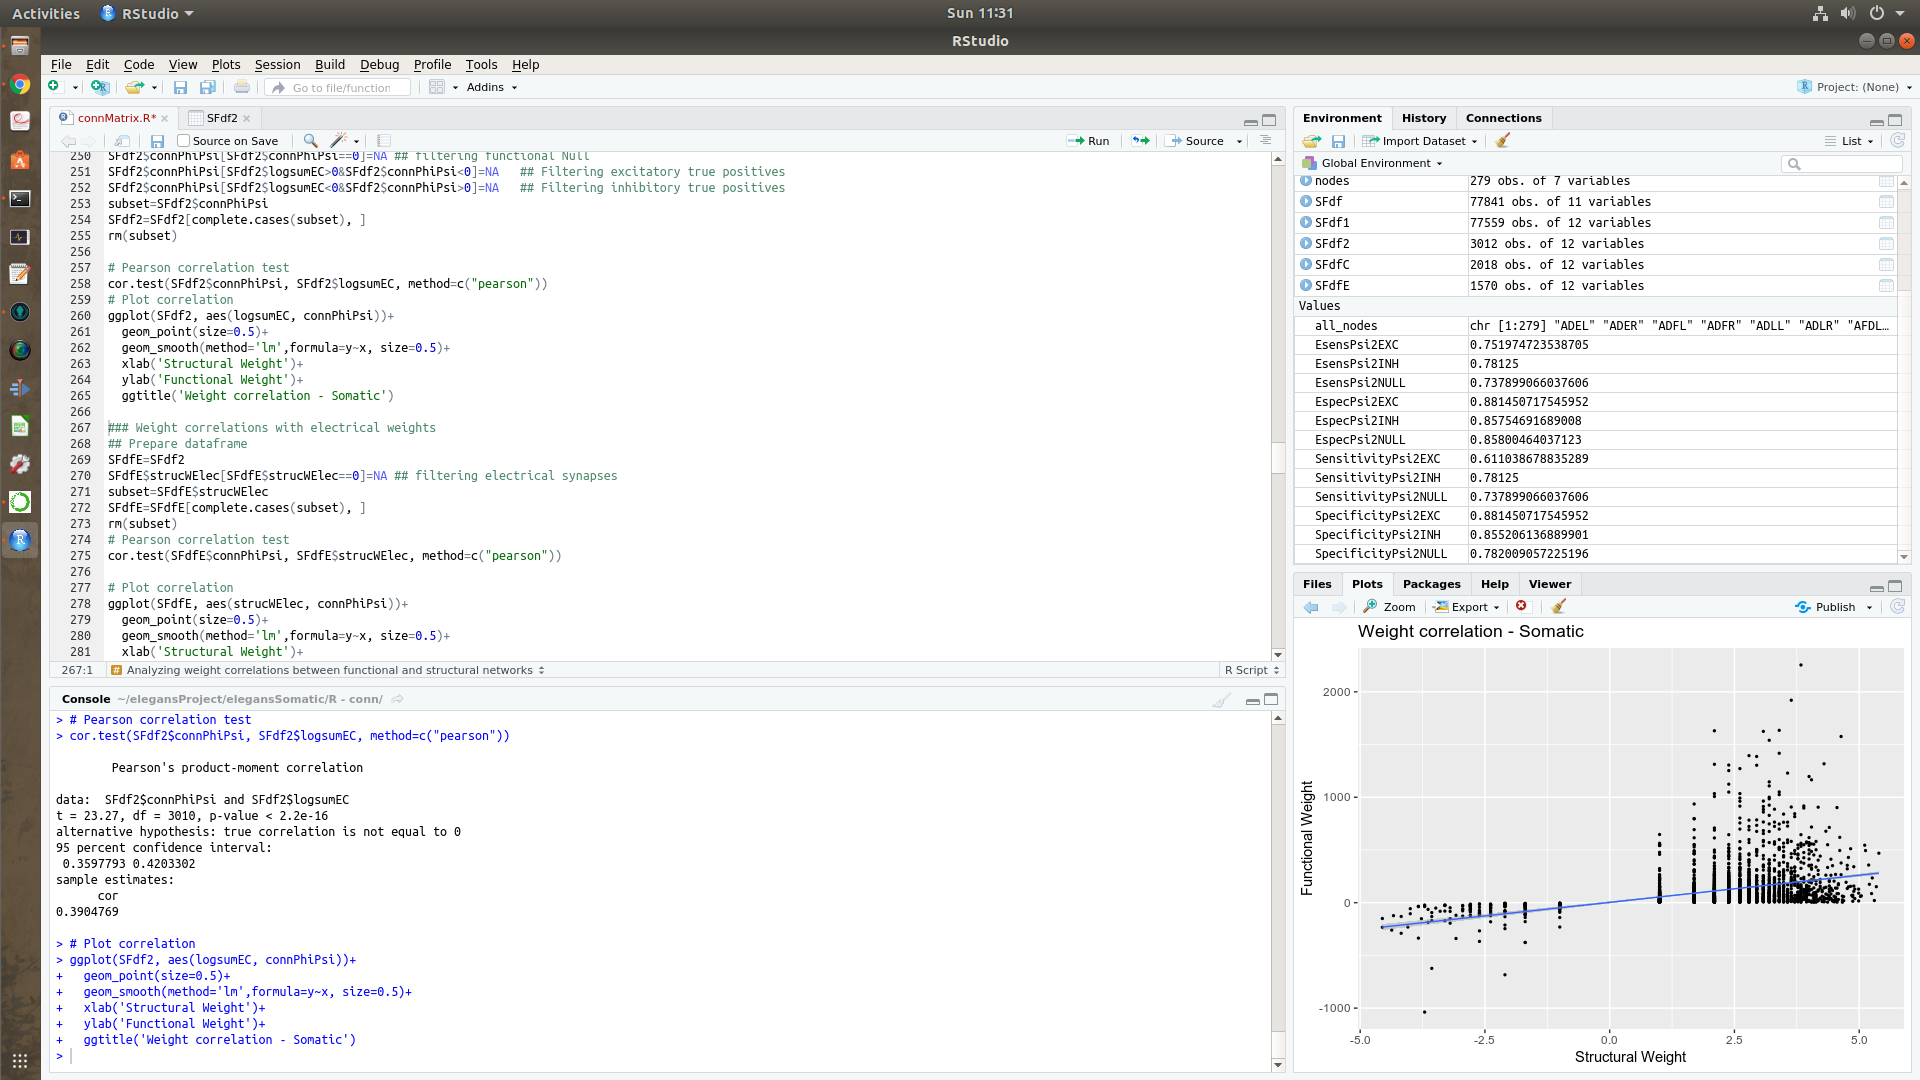 Activities
RStudio
Sun 11:31
RStudio
File Edit Code View Plots Session Build Debug Profile Tools Help
Go to file/function
Addins
Project: (None)
connMatrix.R*
SFdf2
Source on Save
Run
Source
250 SFdf2$connPhiPsi[SFdf2$connPhiPsi==0]=NA ## filtering functional Null
251 SFdf2$connPhiPsi[SFdf2$logsumEC>0&SFdf2$connPhiPsi<0]=NA   ## Filtering excitatory true positives
252 SFdf2$connPhiPsi[SFdf2$logsumEC<0&SFdf2$connPhiPsi>0]=NA   ## Filtering inhibitory true positives
253 subset=SFdf2$connPhiPsi
254 SFdf2=SFdf2[complete.cases(subset), ]
255 rm(subset)
256
257 # Pearson correlation test
258 cor.test(SFdf2$connPhiPsi, SFdf2$logsumEC, method=c("pearson"))
259 # Plot correlation
260 ggplot(SFdf2, aes(logsumEC, connPhiPsi))+
261   geom_point(size=0.5)+
262   geom_smooth(method='lm',formula=y~x, size=0.5)+
263   xlab('Structural Weight')+
264   ylab('Functional Weight')+
265   ggtitle('Weight correlation - Somatic')
266
267 ### Weight correlations with electrical weights
268 ## Prepare dataframe
269 SFdfE=SFdf2
270 SFdfE$strucWElec[SFdfE$strucWElec==0]=NA ## filtering electrical synapses
271 subset=SFdfE$strucWElec
272 SFdfE=SFdfE[complete.cases(subset), ]
273 rm(subset)
274 # Pearson correlation test
275 cor.test(SFdfE$connPhiPsi, SFdfE$strucWElec, method=c("pearson"))
276
277 # Plot correlation
278 ggplot(SFdfE, aes(strucWElec, connPhiPsi))+
279   geom_point(size=0.5)+
280   geom_smooth(method='lm',formula=y~x, size=0.5)+
281   xlab('Structural Weight')+
267:1
# Analyzing weight correlations between functional and structural networks
R Script
Console ~/elegansProject/elegansSomatic/R - conn/
> # Pearson correlation test
> cor.test(SFdf2$connPhiPsi, SFdf2$logsumEC, method=c("pearson"))
Pearson's product-moment correlation
data:  SFdf2$connPhiPsi and SFdf2$logsumEC
t = 23.27, df = 3010, p-value < 2.2e-16
alternative hypothesis: true correlation is not equal to 0
95 percent confidence interval:
0.3597793 0.4203302
sample estimates:
cor
0.3904769
> # Plot correlation
> ggplot(SFdf2, aes(logsumEC, connPhiPsi))+
+   geom_point(size=0.5)+
+   geom_smooth(method='lm',formula=y~x, size=0.5)+
+   xlab('Structural Weight')+
+   ylab('Functional Weight')+
+   ggtitle('Weight correlation - Somatic')
>
Environment History Connections
Import Dataset
List
Global Environment
nodes 279 obs. of 7 variables
SFdf 77841 obs. of 11 variables
SFdf1 77559 obs. of 12 variables
SFdf2 3012 obs. of 12 variables
SFdfC 2018 obs. of 12 variables
SFdfE 1570 obs. of 12 variables
Values
all_nodes chr [1:279] "ADEL" "ADER" "ADFL" "ADFR" "ADLL" "ADLR" "AFDL…
EsensPsi2EXC 0.751974723538705
EsensPsi2INH 0.78125
EsensPsi2NULL 0.737899066037606
EspecPsi2EXC 0.881450717545952
EspecPsi2INH 0.85754691689008
EspecPsi2NULL 0.85800464037123
SensitivityPsi2EXC 0.611038678835289
SensitivityPsi2INH 0.78125
SensitivityPsi2NULL 0.737899066037606
SpecificityPsi2EXC 0.881450717545952
SpecificityPsi2INH 0.855206136889901
SpecificityPsi2NULL 0.782009057225196
Files Plots Packages Help Viewer
Zoom Export Publish
Weight correlation - Somatic
Functional Weight
2000
1000
0
-1000
-5.0 -2.5 0.0 2.5 5.0
Structural Weight